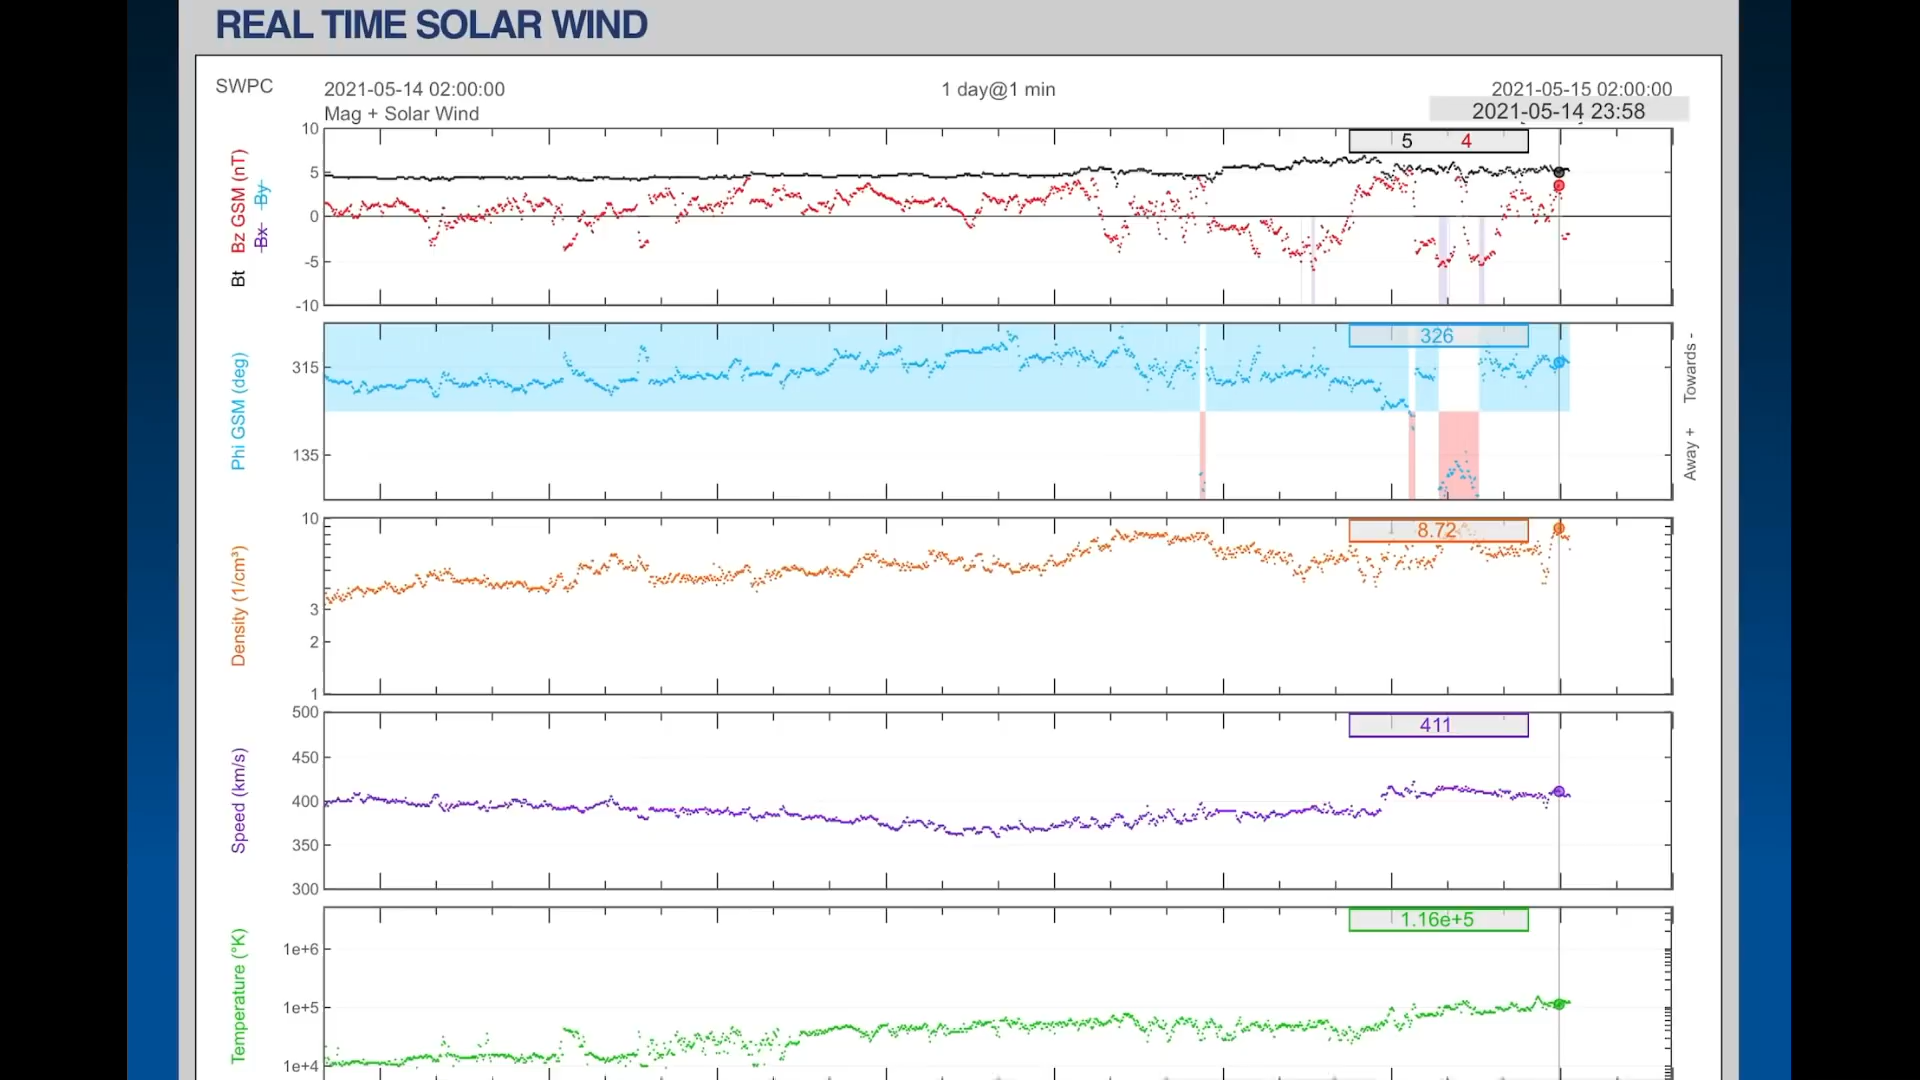 REAL TIME SOLAR WIND
SWPC
2021-05-14 02:00:00
1 day@1 min
2021-05-15 02:00:00
Mag + Solar Wind
2021-05-14 23:58
Bt
Bz GSM (nT)
Bx By
10
5
0
-5
-10
5 4
Phi GSM (deg)
315
135
326
Towards -
Away +
Density (1/cm³)
10
3
2
1
8.72
Speed (km/s)
500
450
400
350
300
411
Temperature (°K)
1e+6
1e+5
1e+4
1.16e+5